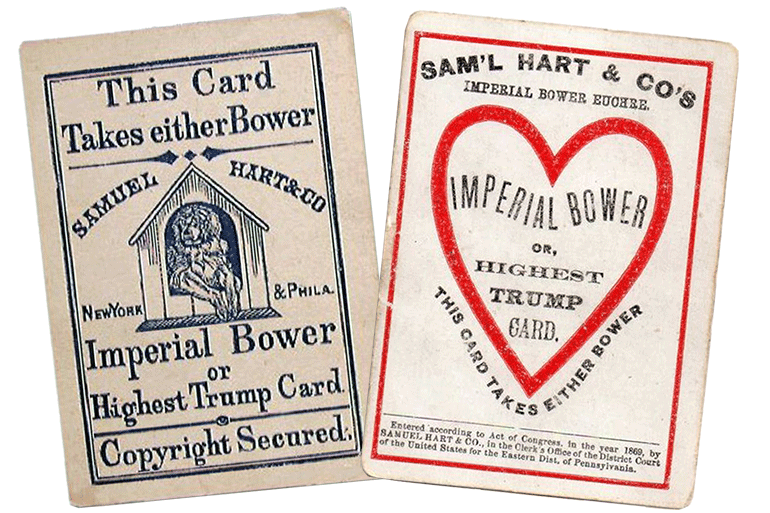 This Card
Takes either Bower
SAMUEL HART & CO
NEW YORK & PHILA.
Imperial Bower
or
Highest Trump Card.
Copyright Secured.
SAM'L HART & CO'S
IMPERIAL BOWER EUCHRE.
IMPERIAL BOWER
OR,
HIGHEST
TRUMP
CARD.
THIS CARD TAKES EITHER BOWER
Entered according to Act of Congress, in the year 1869, by
SAMUEL HART & CO., in the Clerk's Office of the District Court
of the United States for the Eastern Dist. of Pennsylvania.